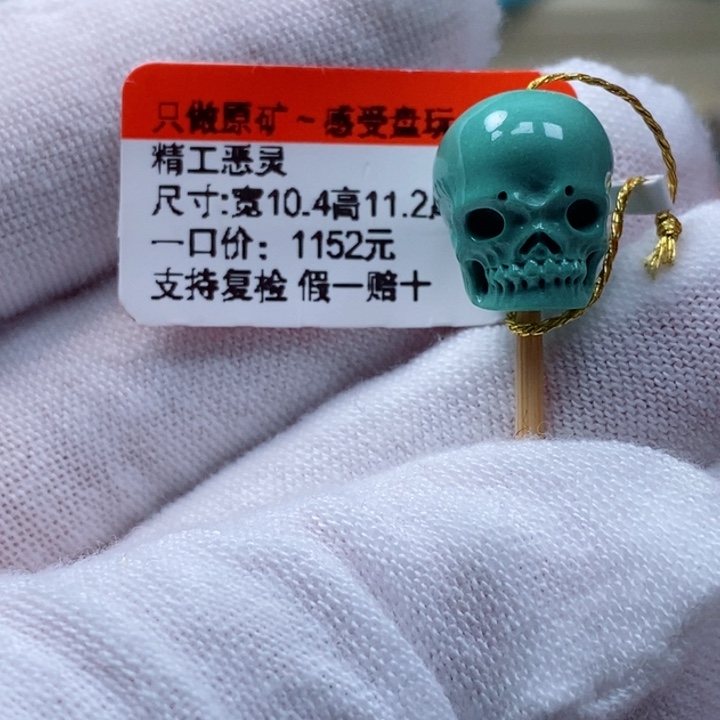 只做原矿~感受盘玩
精工恶灵
尺寸:宽10.4高11.2
一口价：1152元
支持复检 假一赔十